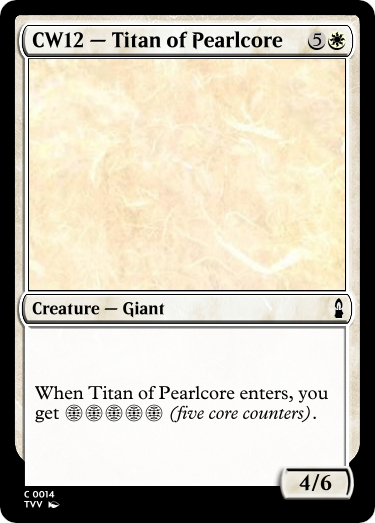 CW12 — Titan of Pearlcore 5
Creature — Giant
When Titan of Pearlcore enters, you
get (five core counters).
4/6
C 0014
TVV